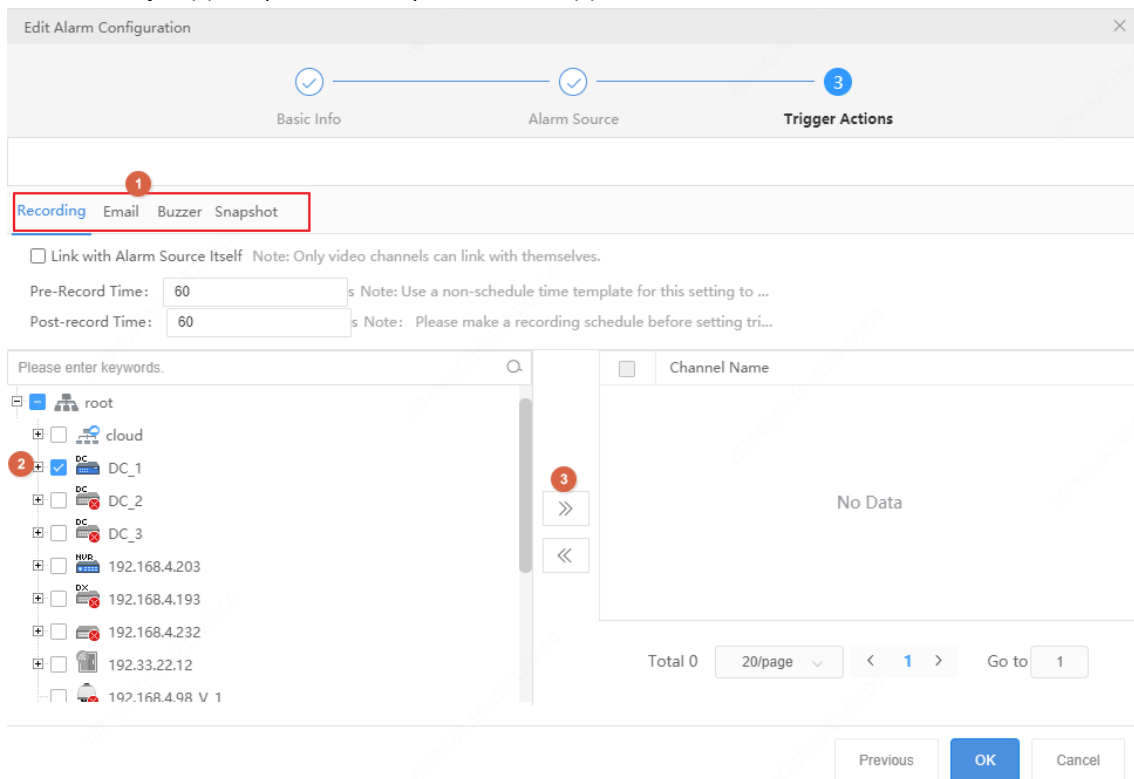 Edit Alarm Configuration
3
Basic Info Alarm Source Trigger Actions
1
Recording Email Buzzer Snapshot
Link with Alarm Source Itself Note: Only video channels can link with themselves.
Pre-Record Time: 60 s Note: Use a non-schedule time template for this setting to ...
Post-record Time: 60 s Note: Please make a recording schedule before setting tri...
Please enter keywords. Channel Name
root
cloud
2 DC DC_1
3
DC DC_2
No Data
DC DC_3
NVR 192.168.4.203
DX 192.168.4.193
192.168.4.232
192.33.22.12
Total 0 20/page < 1 > Go to 1
192.168.4.98_V_1
Previous OK Cancel